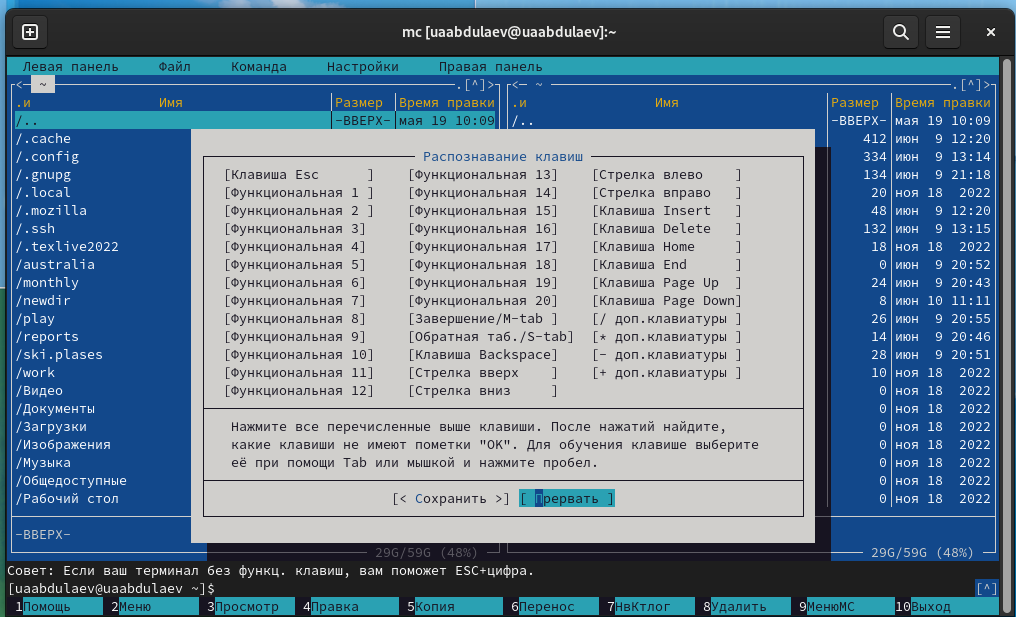 mc [uaabdulaev@uaabdulaev]:~
Левая панель Файл Команда Настройки Правая панель
<─ ~ .[^]> <─ ~ .[^]>
.и Имя Размер Время правки .и Имя Размер Время правки
/.. -ВВЕРХ- мая 19 10:09 /.. -ВВЕРХ- мая 19 10:09
/.cache 412 июн 9 12:20
/.config Распознавание клавиш 334 июн 9 13:14
/.gnupg [Клавиша Esc ] [Функциональная 13] [Стрелка влево ] 134 июн 9 21:18
/.local [Функциональная 1 ] [Функциональная 14] [Стрелка вправо ] 20 ноя 18 2022
/.mozilla [Функциональная 2 ] [Функциональная 15] [Клавиша Insert ] 48 июн 9 12:20
/.ssh [Функциональная 3] [Функциональная 16] [Клавиша Delete ] 132 июн 9 13:15
/.texlive2022 [Функциональная 4] [Функциональная 17] [Клавиша Home ] 18 ноя 18 2022
/australia [Функциональная 5] [Функциональная 18] [Клавиша End ] 0 июн 9 20:52
/monthly [Функциональная 6] [Функциональная 19] [Клавиша Page Up ] 24 июн 9 20:43
/newdir [Функциональная 7] [Функциональная 20] [Клавиша Page Down] 8 июн 10 11:11
/play [Функциональная 8] [Завершение/M-tab ] [/ доп.клавиатуры ] 26 июн 9 20:55
/reports [Функциональная 9] [Обратная таб./S-tab] [* доп.клавиатуры ] 14 июн 9 20:46
/ski.plases [Функциональная 10] [Клавиша Backspace] [- доп.клавиатуры ] 28 июн 9 20:51
/work [Функциональная 11] [Стрелка вверх ] [+ доп.клавиатуры ] 10 ноя 18 2022
/Видео [Функциональная 12] [Стрелка вниз ] 0 ноя 18 2022
/Документы 0 ноя 18 2022
/Загрузки Нажмите все перечисленные выше клавиши. После нажатий найдите, 0 ноя 18 2022
/Изображения какие клавиши не имеют пометки "OK". Для обучения клавише выберите 0 ноя 18 2022
/Музыка её при помощи Tab или мышкой и нажмите пробел. 0 ноя 18 2022
/Общедоступные 0 ноя 18 2022
/Рабочий стол [< Сохранить >] [ Прервать ] 0 ноя 18 2022
-ВВЕРХ-
29G/59G (48%) 29G/59G (48%)
Совет: Если ваш терминал без функц. клавиш, вам поможет ESC+цифра.
[uaabdulaev@uaabdulaev ~]$ [^]
1Помощь 2Меню 3Просмотр 4Правка 5Копия 6Перенос 7НвКтлог 8Удалить 9МенюМС 10Выход